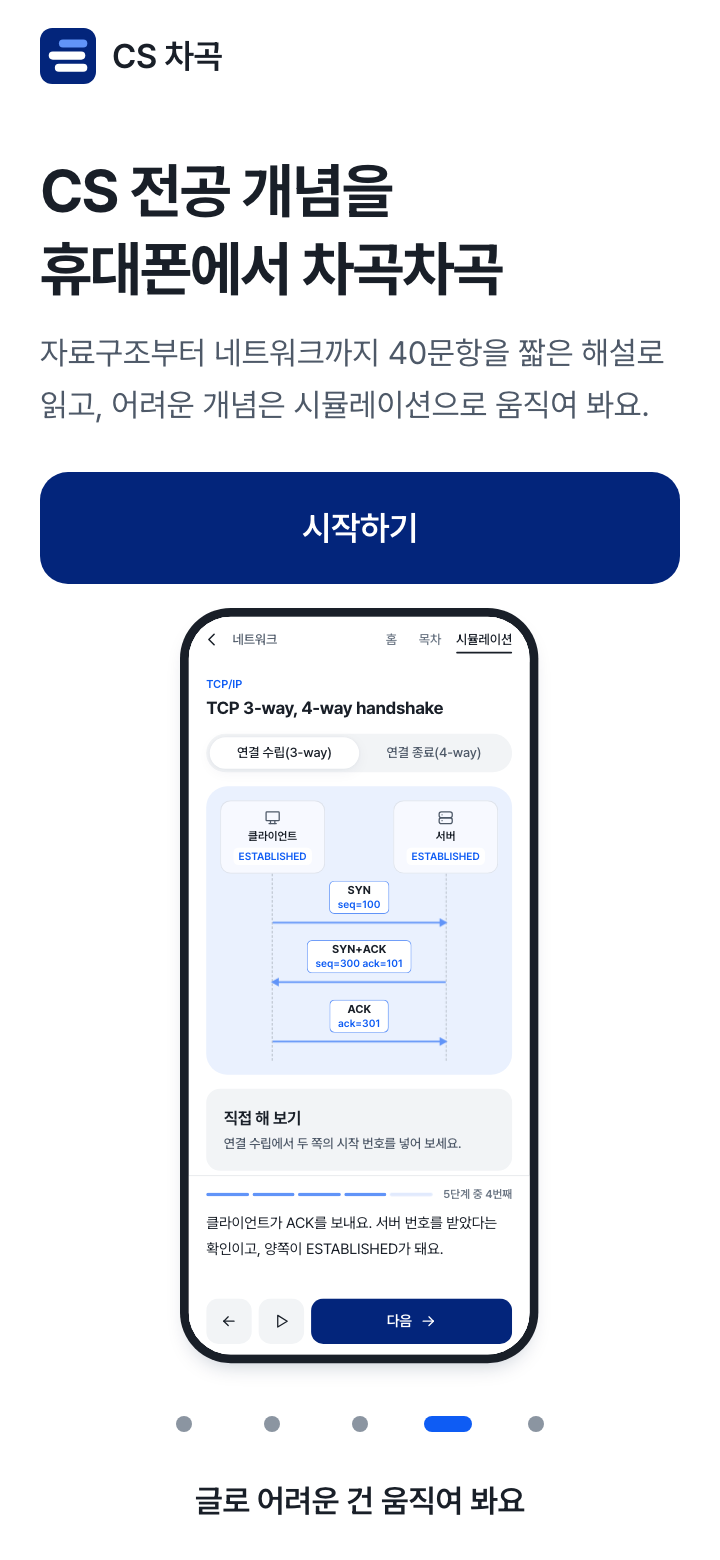 CS 차곡
CS 전공 개념을
휴대폰에서 차곡차곡
자료구조부터 네트워크까지 40문항을 짧은 해설로
읽고, 어려운 개념은 시뮬레이션으로 움직여 봐요.
시작하기
네트워크 홈 목차 시뮬레이션
TCP/IP
TCP 3-way, 4-way handshake
연결 수립(3-way) 연결 종료(4-way)
클라이언트 서버
ESTABLISHED ESTABLISHED
SYN
seq=100
SYN+ACK
seq=300 ack=101
ACK
ack=301
직접 해 보기
연결 수립에서 두 쪽의 시작 번호를 넣어 보세요.
5단계 중 4번째
클라이언트가 ACK를 보내요. 서버 번호를 받았다는
확인이고, 양쪽이 ESTABLISHED가 돼요.
다음
글로 어려운 건 움직여 봐요